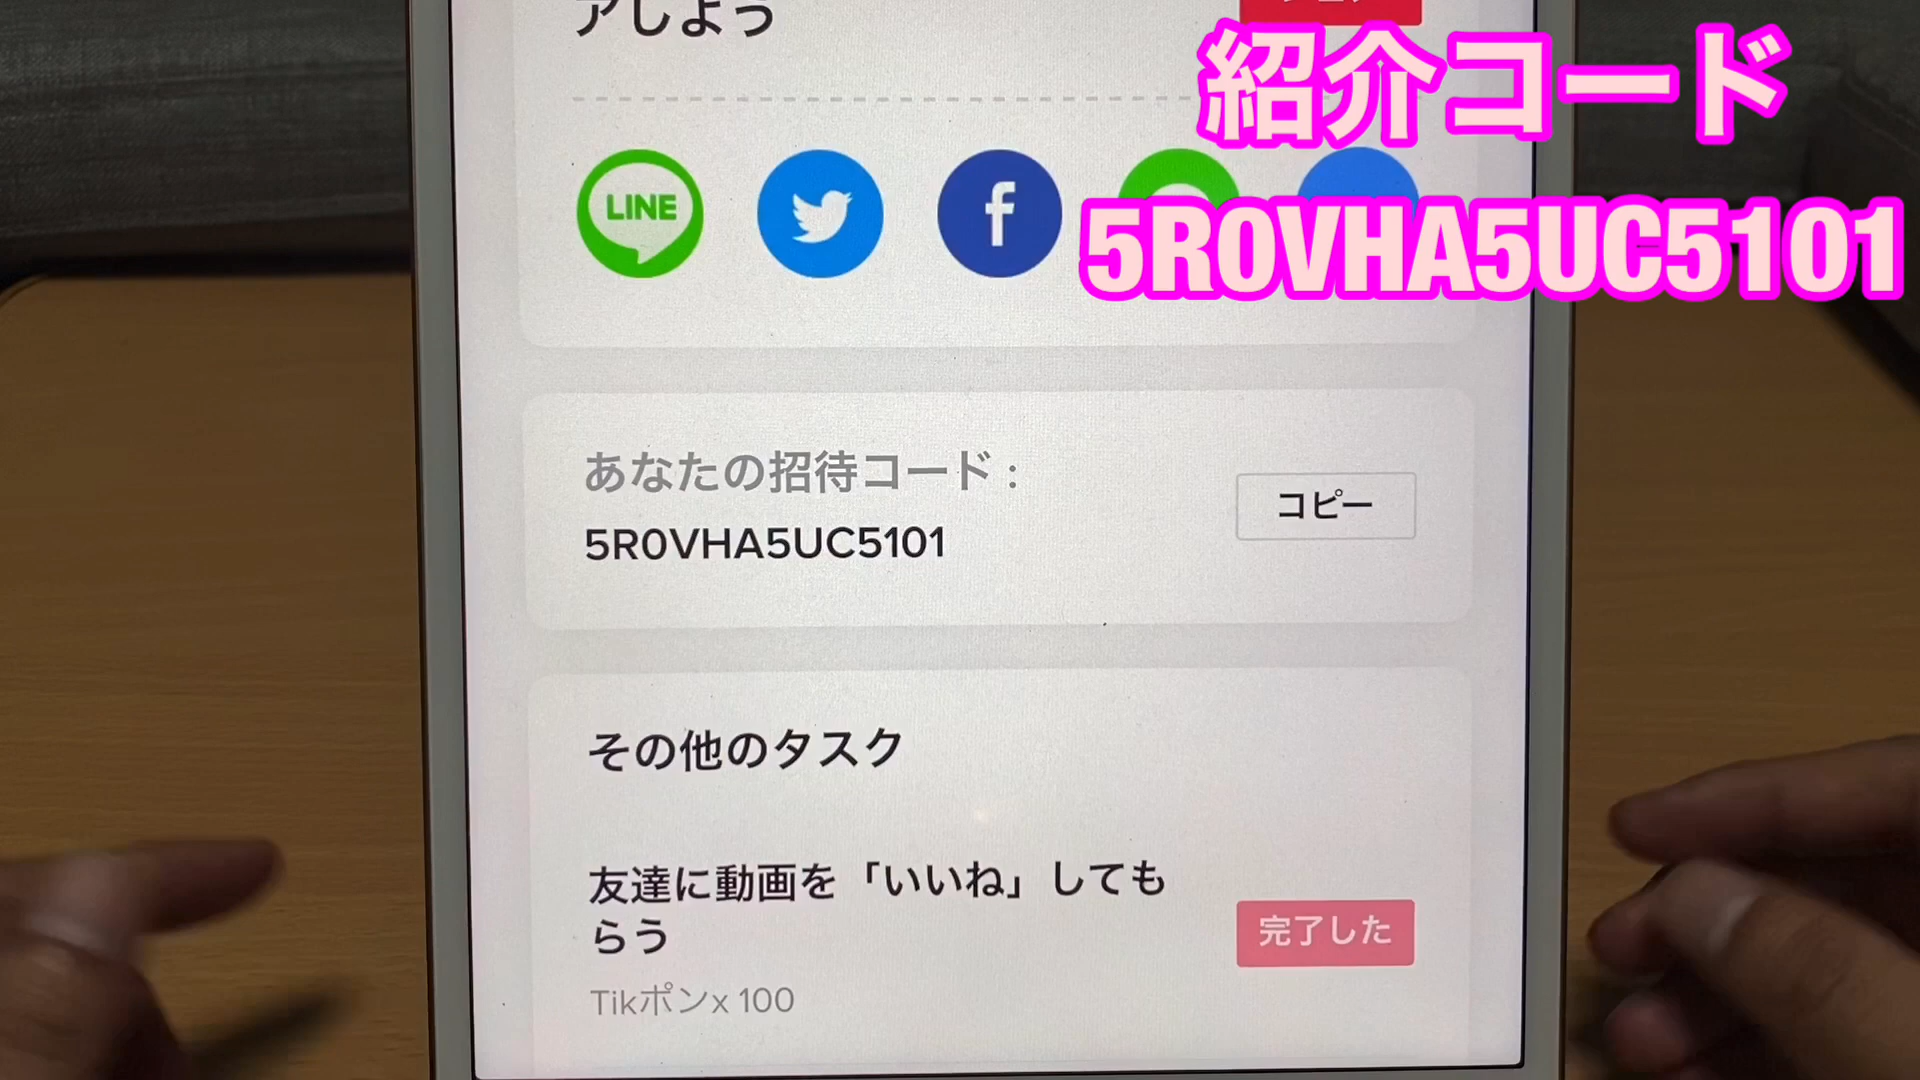 アしよう
紹介コード
LINE
5R0VHA5UC5101
あなたの招待コード：
5R0VHA5UC5101
コピー
その他のタスク
友達に動画を「いいね」しても
らう
完了した
Tikポンx 100